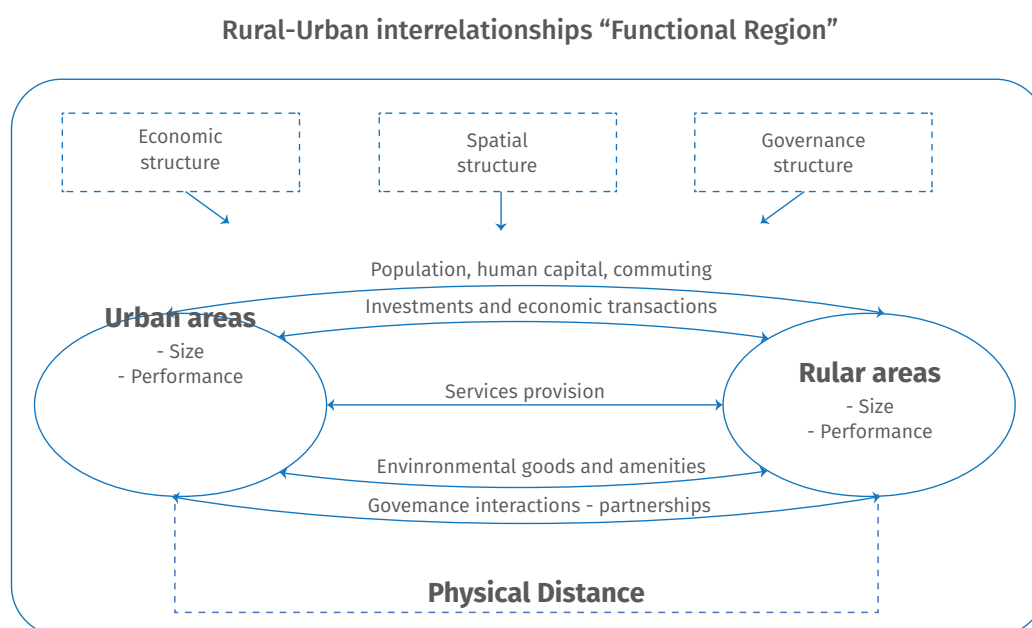 Rural-Urban interrelationships “Functional Region”
Economic
structure
Spatial
structure
Governance
structure
Population, human capital, commuting
Investments and economic transactions
Urban areas
- Size
- Performance
Services provision
Rular areas
- Size
- Performance
Envinronmental goods and amenities
Govemance interactions - partnerships
Physical Distance